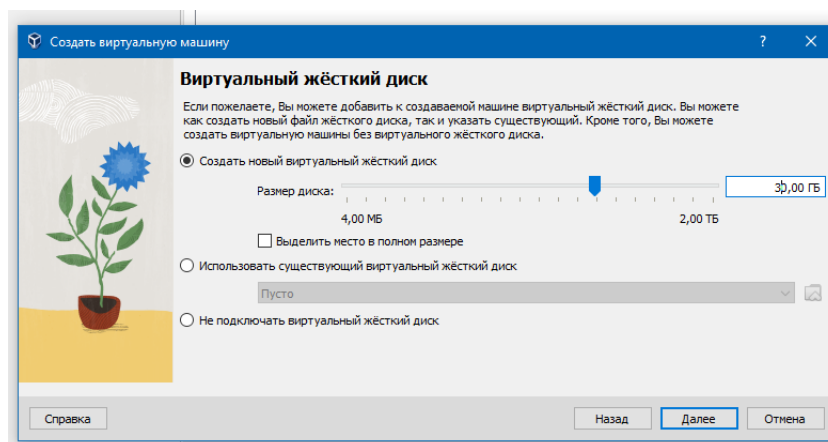 Создать виртуальную машину
Виртуальный жёсткий диск
Если пожелаете, Вы можете добавить к создаваемой машине виртуальный жёсткий диск. Вы можете
как создать новый файл жёсткого диска, так и указать существующий. Кроме того, Вы можете
создать виртуальную машины без виртуального жёсткого диска.
Создать новый виртуальный жёсткий диск
Размер диска:
30,00 ГБ
4,00 МБ
2,00 ТБ
Выделить место в полном размере
Использовать существующий виртуальный жёсткий диск
Пусто
Не подключать виртуальный жёсткий диск
Справка
Назад
Далее
Отмена